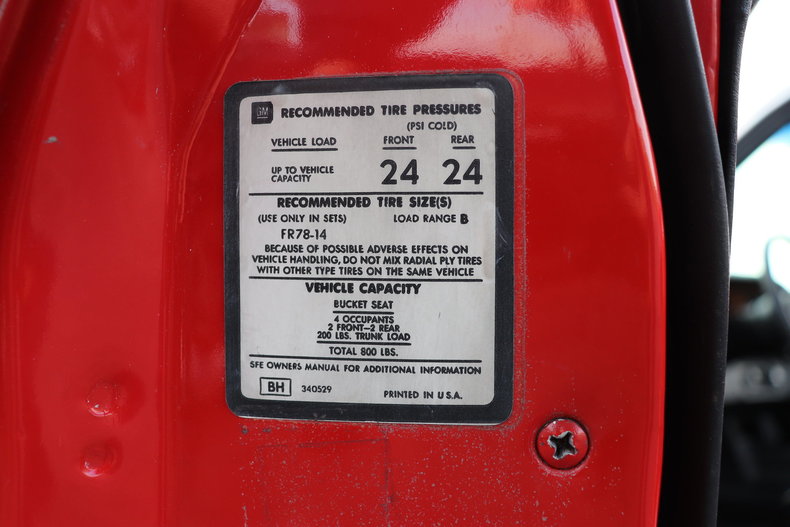 GM RECOMMENDED TIRE PRESSURES
(PSI COLD)
VEHICLE LOAD FRONT REAR
UP TO VEHICLE CAPACITY 24 24
RECOMMENDED TIRE SIZE(S)
(USE ONLY IN SETS) LOAD RANGE B
FR78-14
BECAUSE OF POSSIBLE ADVERSE EFFECTS ON
VEHICLE HANDLING, DO NOT MIX RADIAL PLY TIRES
WITH OTHER TYPE TIRES ON THE SAME VEHICLE
VEHICLE CAPACITY
BUCKET SEAT
4 OCCUPANTS
2 FRONT-2 REAR
200 LBS. TRUNK LOAD
TOTAL 800 LBS.
SFE OWNERS MANUAL FOR ADDITIONAL INFORMATION
BH 340529 PRINTED IN U.S.A.